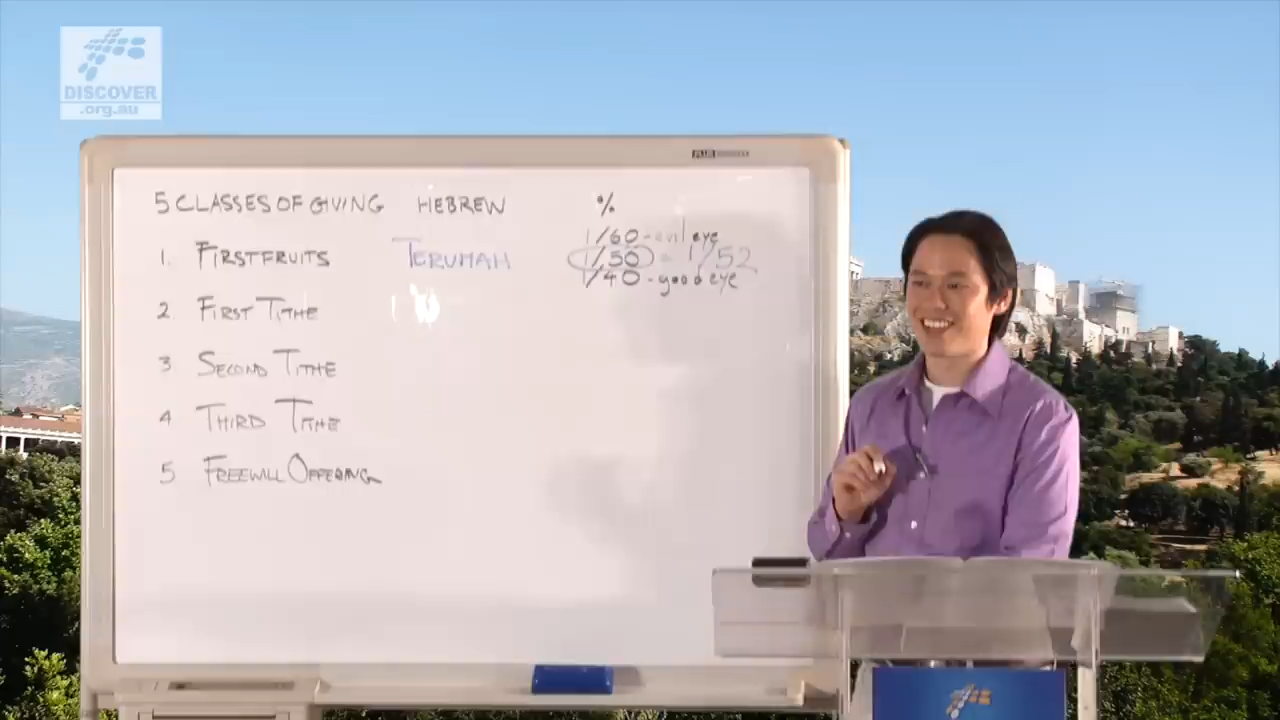 DISCOVER
.org.au
PLUS
5 CLASSES OF GIVING HEBREW %
1/60 - evil eye
1. FIRSTFRUITS TERUMAH 1/50 = 1/52
1/40 - good eye
2 FIRST TITHE
3 SECOND TITHE
4 THIRD TITHE
5 FREEWILL OFFERING